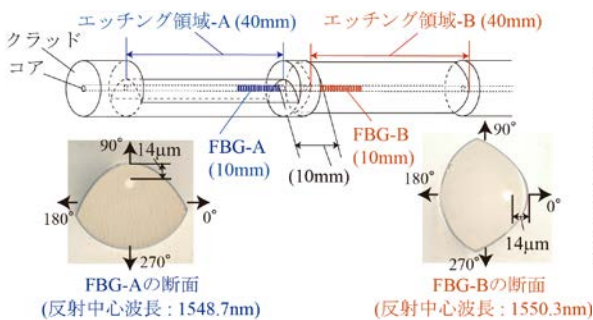 エッチング領域-A (40mm)
エッチング領域-B (40mm)
クラッド
コア
FBG-A
(10mm)
(10mm)
FBG-B
(10mm)
90°
14μm
180°
0°
270°
90°
180°
0°
14μm
270°
FBG-Aの断面
(反射中心波長 : 1548.7nm)
FBG-Bの断面
(反射中心波長 : 1550.3nm)